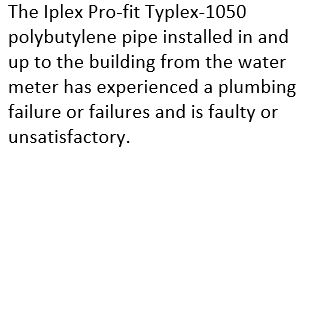 The Iplex Pro-fit Typlex-1050
polybutylene pipe installed in and
up to the building from the water
meter has experienced a plumbing
failure or failures and is faulty or
unsatisfactory.